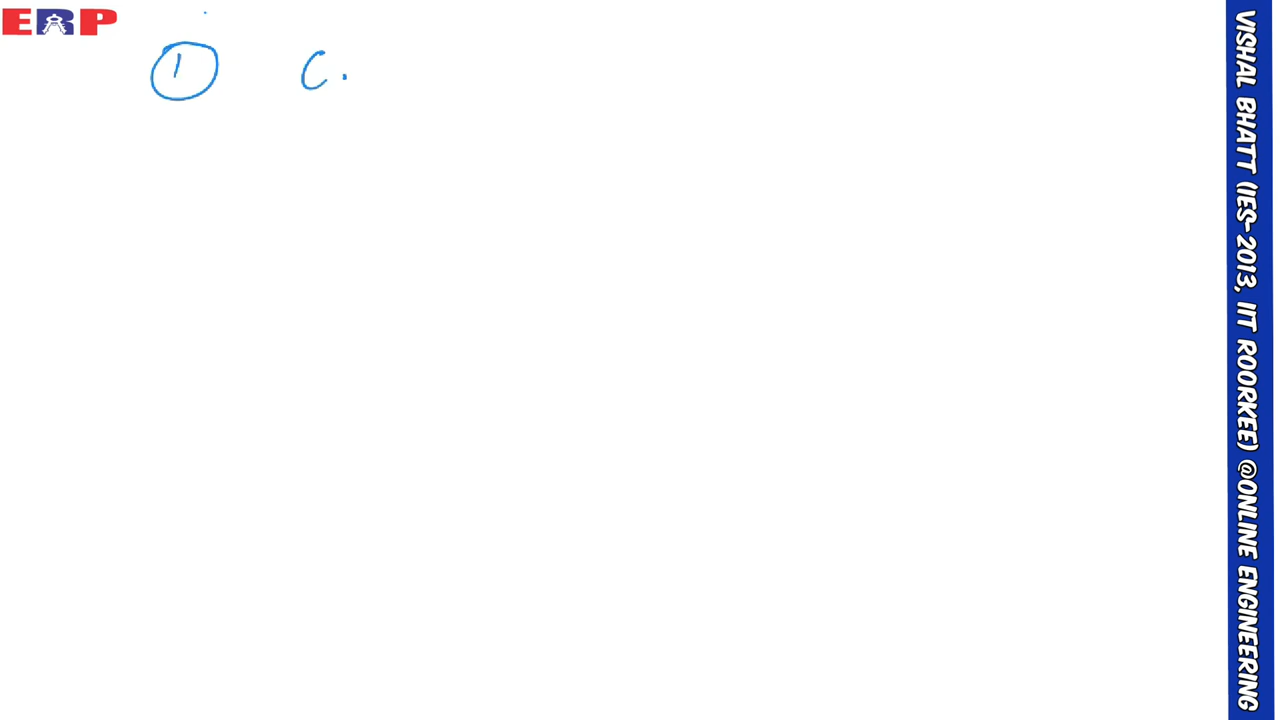 ERP
① C.
VISHAL BHATT (IES-2013, IIT ROORKEE) @ONLINE ENGINEERING